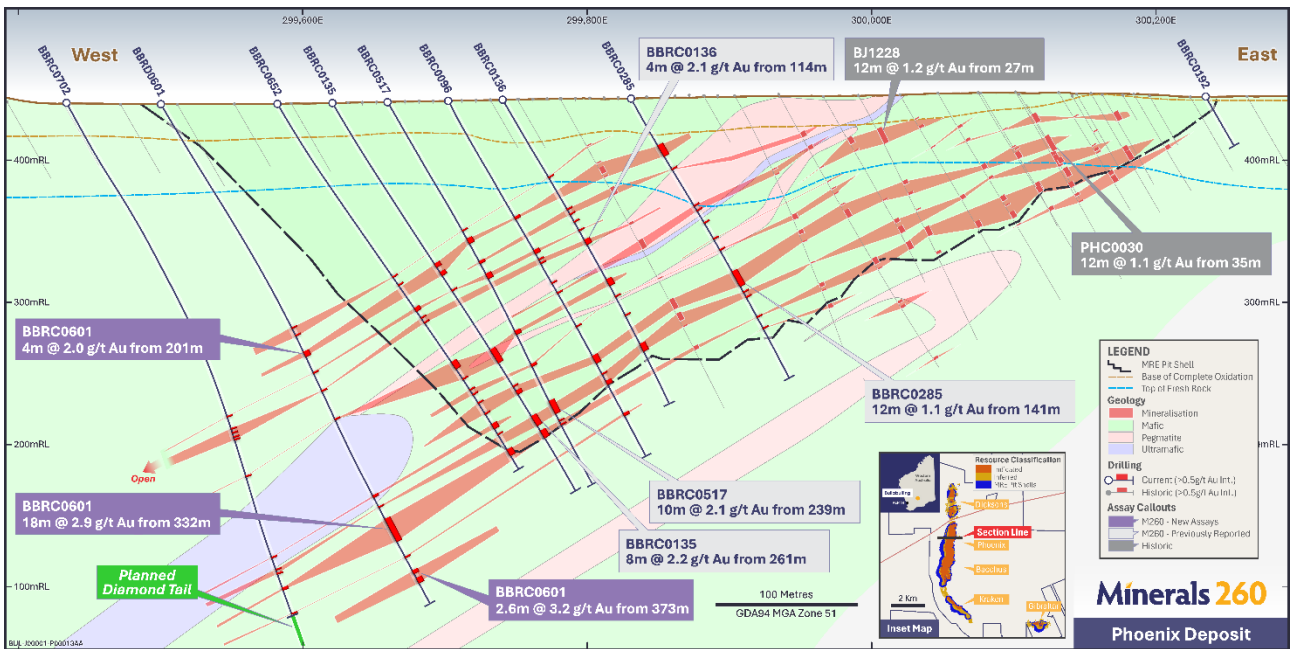 299,600E
299,800E
300,000E
300,200E
West
East
BBRC0702
BBRD0601
BBRC0652
BBRC0135
BBRC0517
BBRC0096
BBRC0136
BBRC0285
BBRC0192
BBRC0136
4m @ 2.1 g/t Au from 114m
BJ1228
12m @ 1.2 g/t Au from 27m
400mRL
400mRL
PHC0030
12m @ 1.1 g/t Au from 35m
300mRL
300mRL
BBRC0601
4m @ 2.0 g/t Au from 201m
BBRC0285
12m @ 1.1 g/t Au from 141m
LEGEND
MRE Pit Shell
Base of Complete Oxidation
Top of Fresh Rock
Geology
Mineralisation
Mafic
Pegmatite
Ultramafic
Drilling
Current (>0.5g/t Au Int.)
Historic (>0.5g/t Au Int.)
Assay Callouts
M260 - New Assays
M260 - Previously Reported
Historic
200mRL
Open
BBRC0601
18m @ 2.9 g/t Au from 332m
BBRC0517
10m @ 2.1 g/t Au from 239m
BBRC0135
8m @ 2.2 g/t Au from 261m
BBRC0601
2.6m @ 3.2 g/t Au from 373m
100mRL
100mRL
Planned
Diamond Tail
100 Metres
GDA94 MGA Zone 51
Resource Classification
Indicated
Inferred
MRE Pit Shells
Section Line
Phoenix
Bacchus
Kraken
Gibraltar
2 Km
Inset Map
Minerals 260
Phoenix Deposit